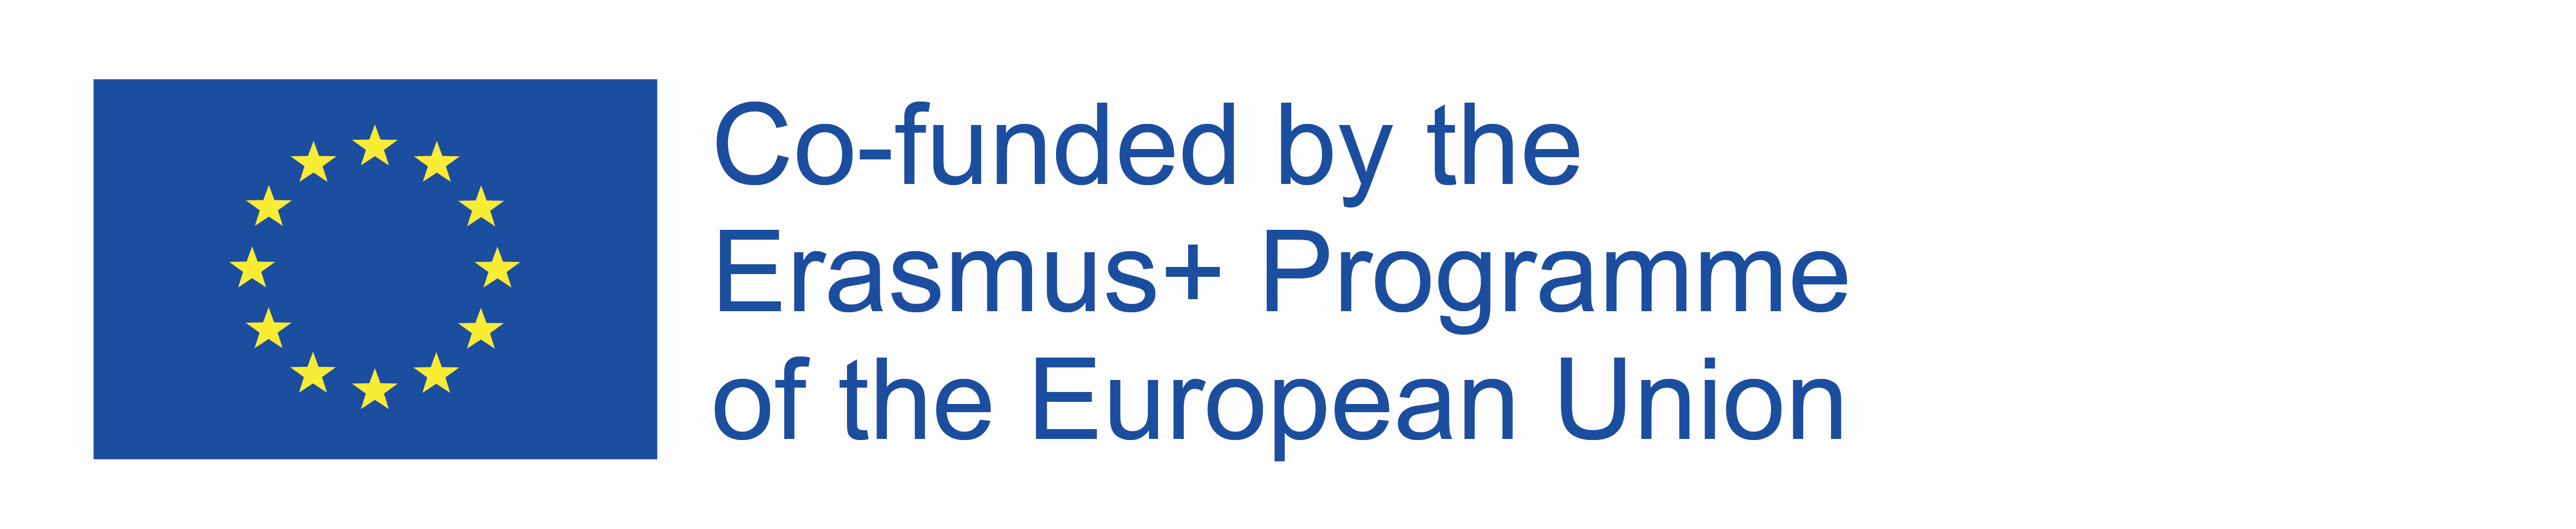 Co-funded by the
Erasmus+ Programme
of the European Union